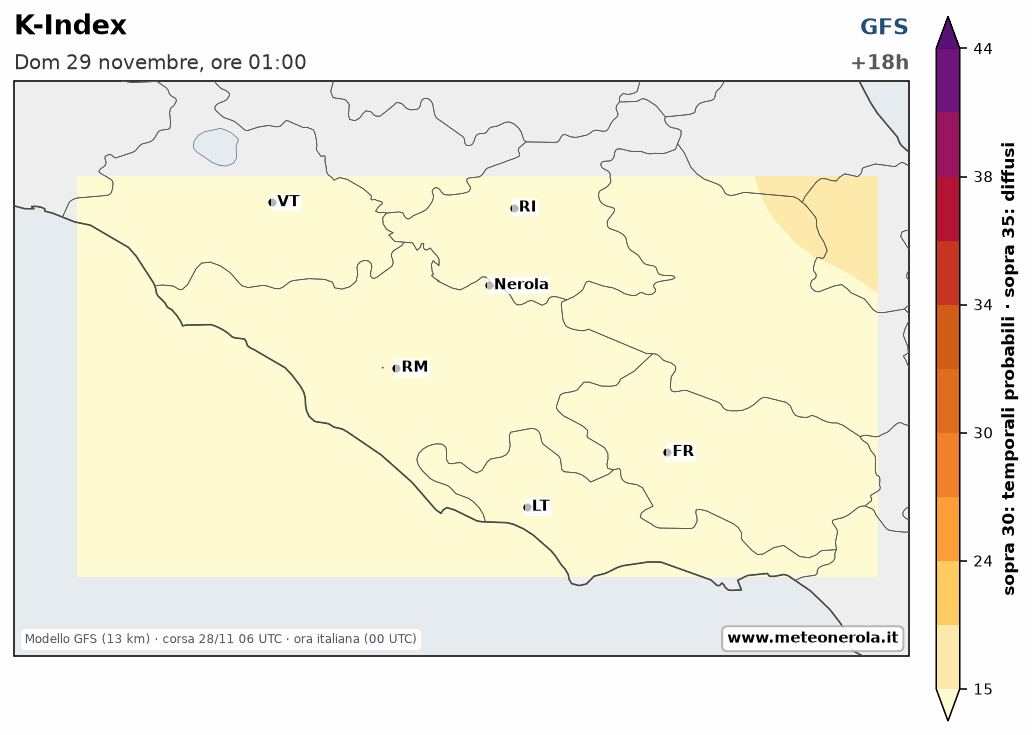 K-Index
GFS
Dom 29 novembre, ore 01:00
+18h
VT
RI
Nerola
RM
FR
LT
Modello GFS (13 km) · corsa 28/11 06 UTC · ora italiana (00 UTC)
www.meteonerola.it
44
38
34
30
24
15
sopra 30: temporali probabili · sopra 35: diffusi